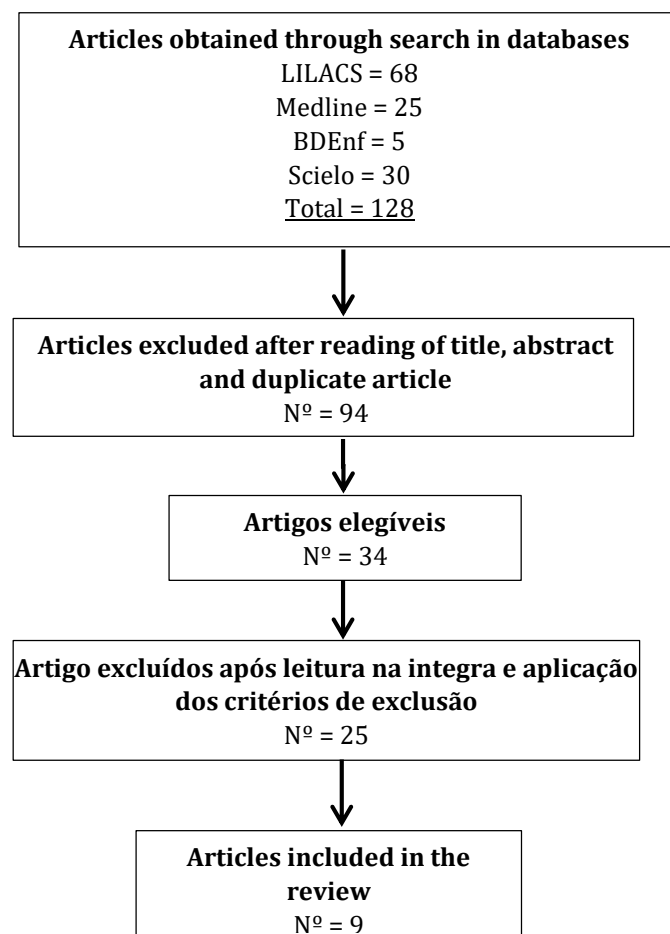 Articles obtained through search in databases
LILACS = 68
Medline = 25
BDEnf = 5
Scielo = 30
Total = 128
Articles excluded after reading of title, abstract
and duplicate article
Nº = 94
Artigos elegíveis
Nº = 34
Artigo excluídos após leitura na integra e aplicação
dos critérios de exclusão
Nº = 25
Articles included in the
review
Nº = 9